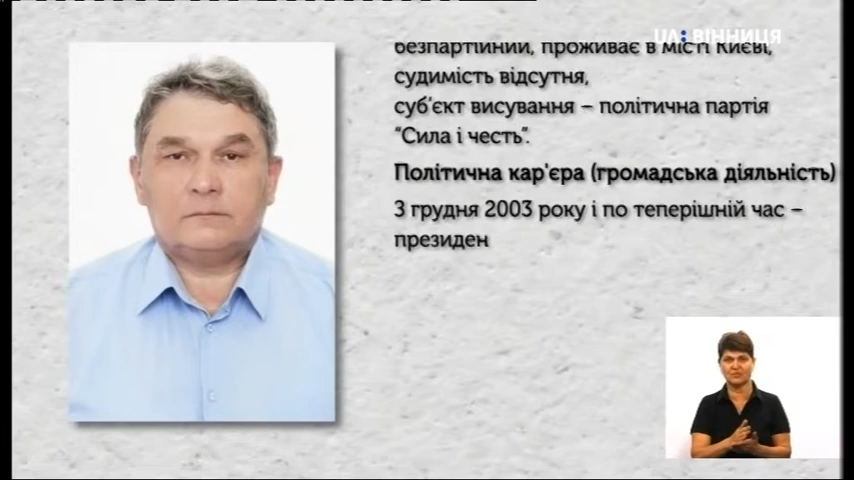 UA: ВІННИЦЯ
безпартійний, проживає в місті Києві,
судимість відсутня,
суб'єкт висування – політична партія
“Сила і честь”.
Політична кар'єра (громадська діяльність)
З грудня 2003 року і по теперішній час –
президен